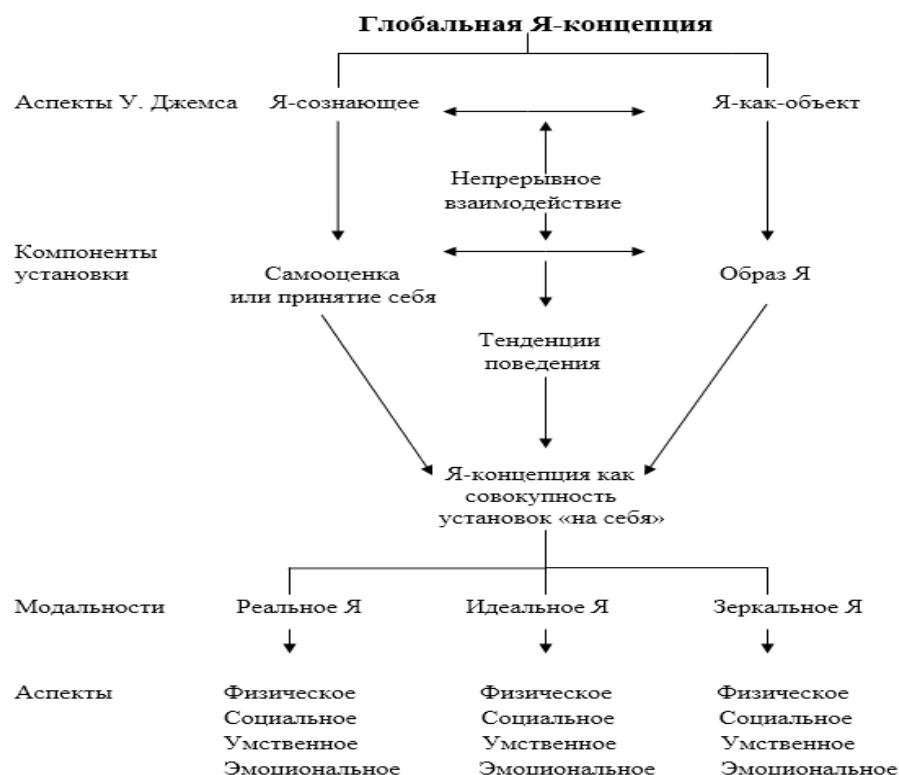 Глобальная Я-концепция
Аспекты У. Джемса Я-сознающее Я-как-объект
Непрерывное
взаимодействие
Компоненты
установки
Самооценка
или принятие себя
Образ Я
Тенденции
поведения
Я-концепция как
совокупность
установок «на себя»
Модальности Реальное Я Идеальное Я Зеркальное Я
Аспекты Физическое Физическое Физическое
Социальное Социальное Социальное
Умственное Умственное Умственное
Эмоциональное Эмоциональное Эмоциональное